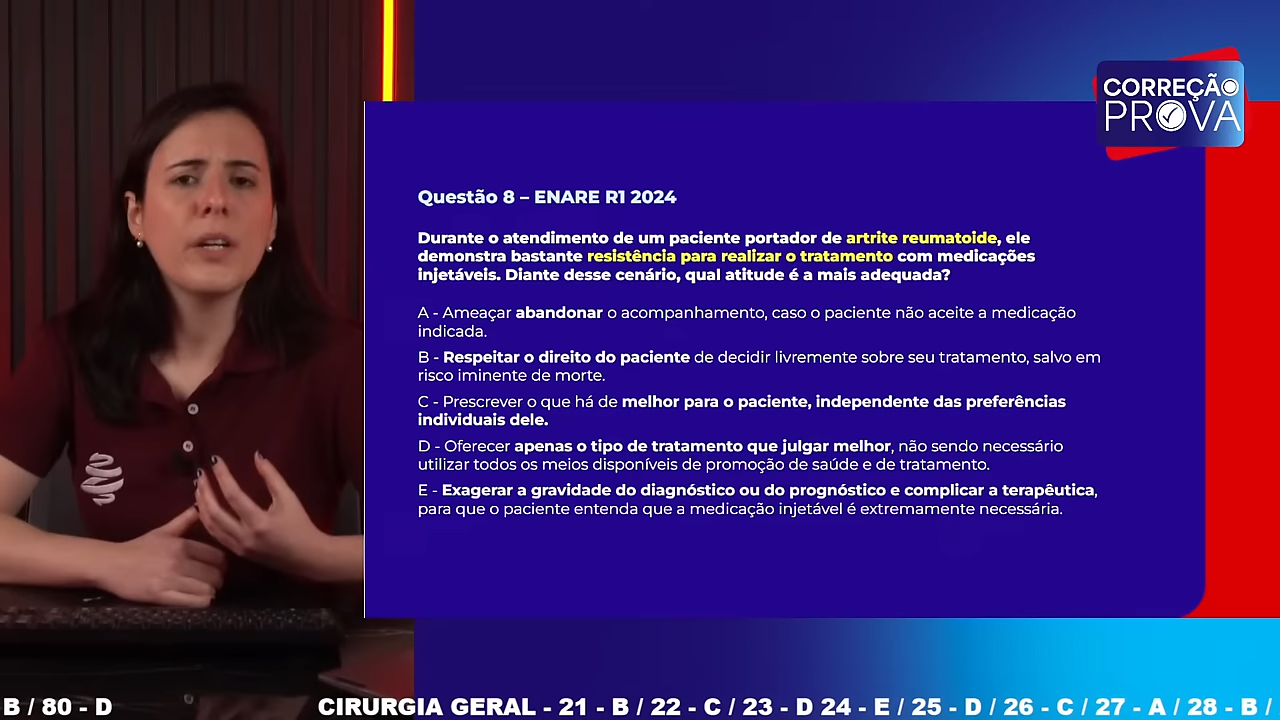 CORREÇÃO
PROVA
Questão 8 – ENARE R1 2024
Durante o atendimento de um paciente portador de artrite reumatoide, ele
demonstra bastante resistência para realizar o tratamento com medicações
injetáveis. Diante desse cenário, qual atitude é a mais adequada?
A - Ameaçar abandonar o acompanhamento, caso o paciente não aceite a medicação
indicada.
B - Respeitar o direito do paciente de decidir livremente sobre seu tratamento, salvo em
risco iminente de morte.
C - Prescrever o que há de melhor para o paciente, independente das preferências
individuais dele.
D - Oferecer apenas o tipo de tratamento que julgar melhor, não sendo necessário
utilizar todos os meios disponíveis de promoção de saúde e de tratamento.
E - Exagerar a gravidade do diagnóstico ou do prognóstico e complicar a terapêutica,
para que o paciente entenda que a medicação injetável é extremamente necessária.
B / 80 - D CIRURGIA GERAL - 21 - B / 22 - C / 23 - D 24 - E / 25 - D / 26 - C / 27 - A / 28 - B /